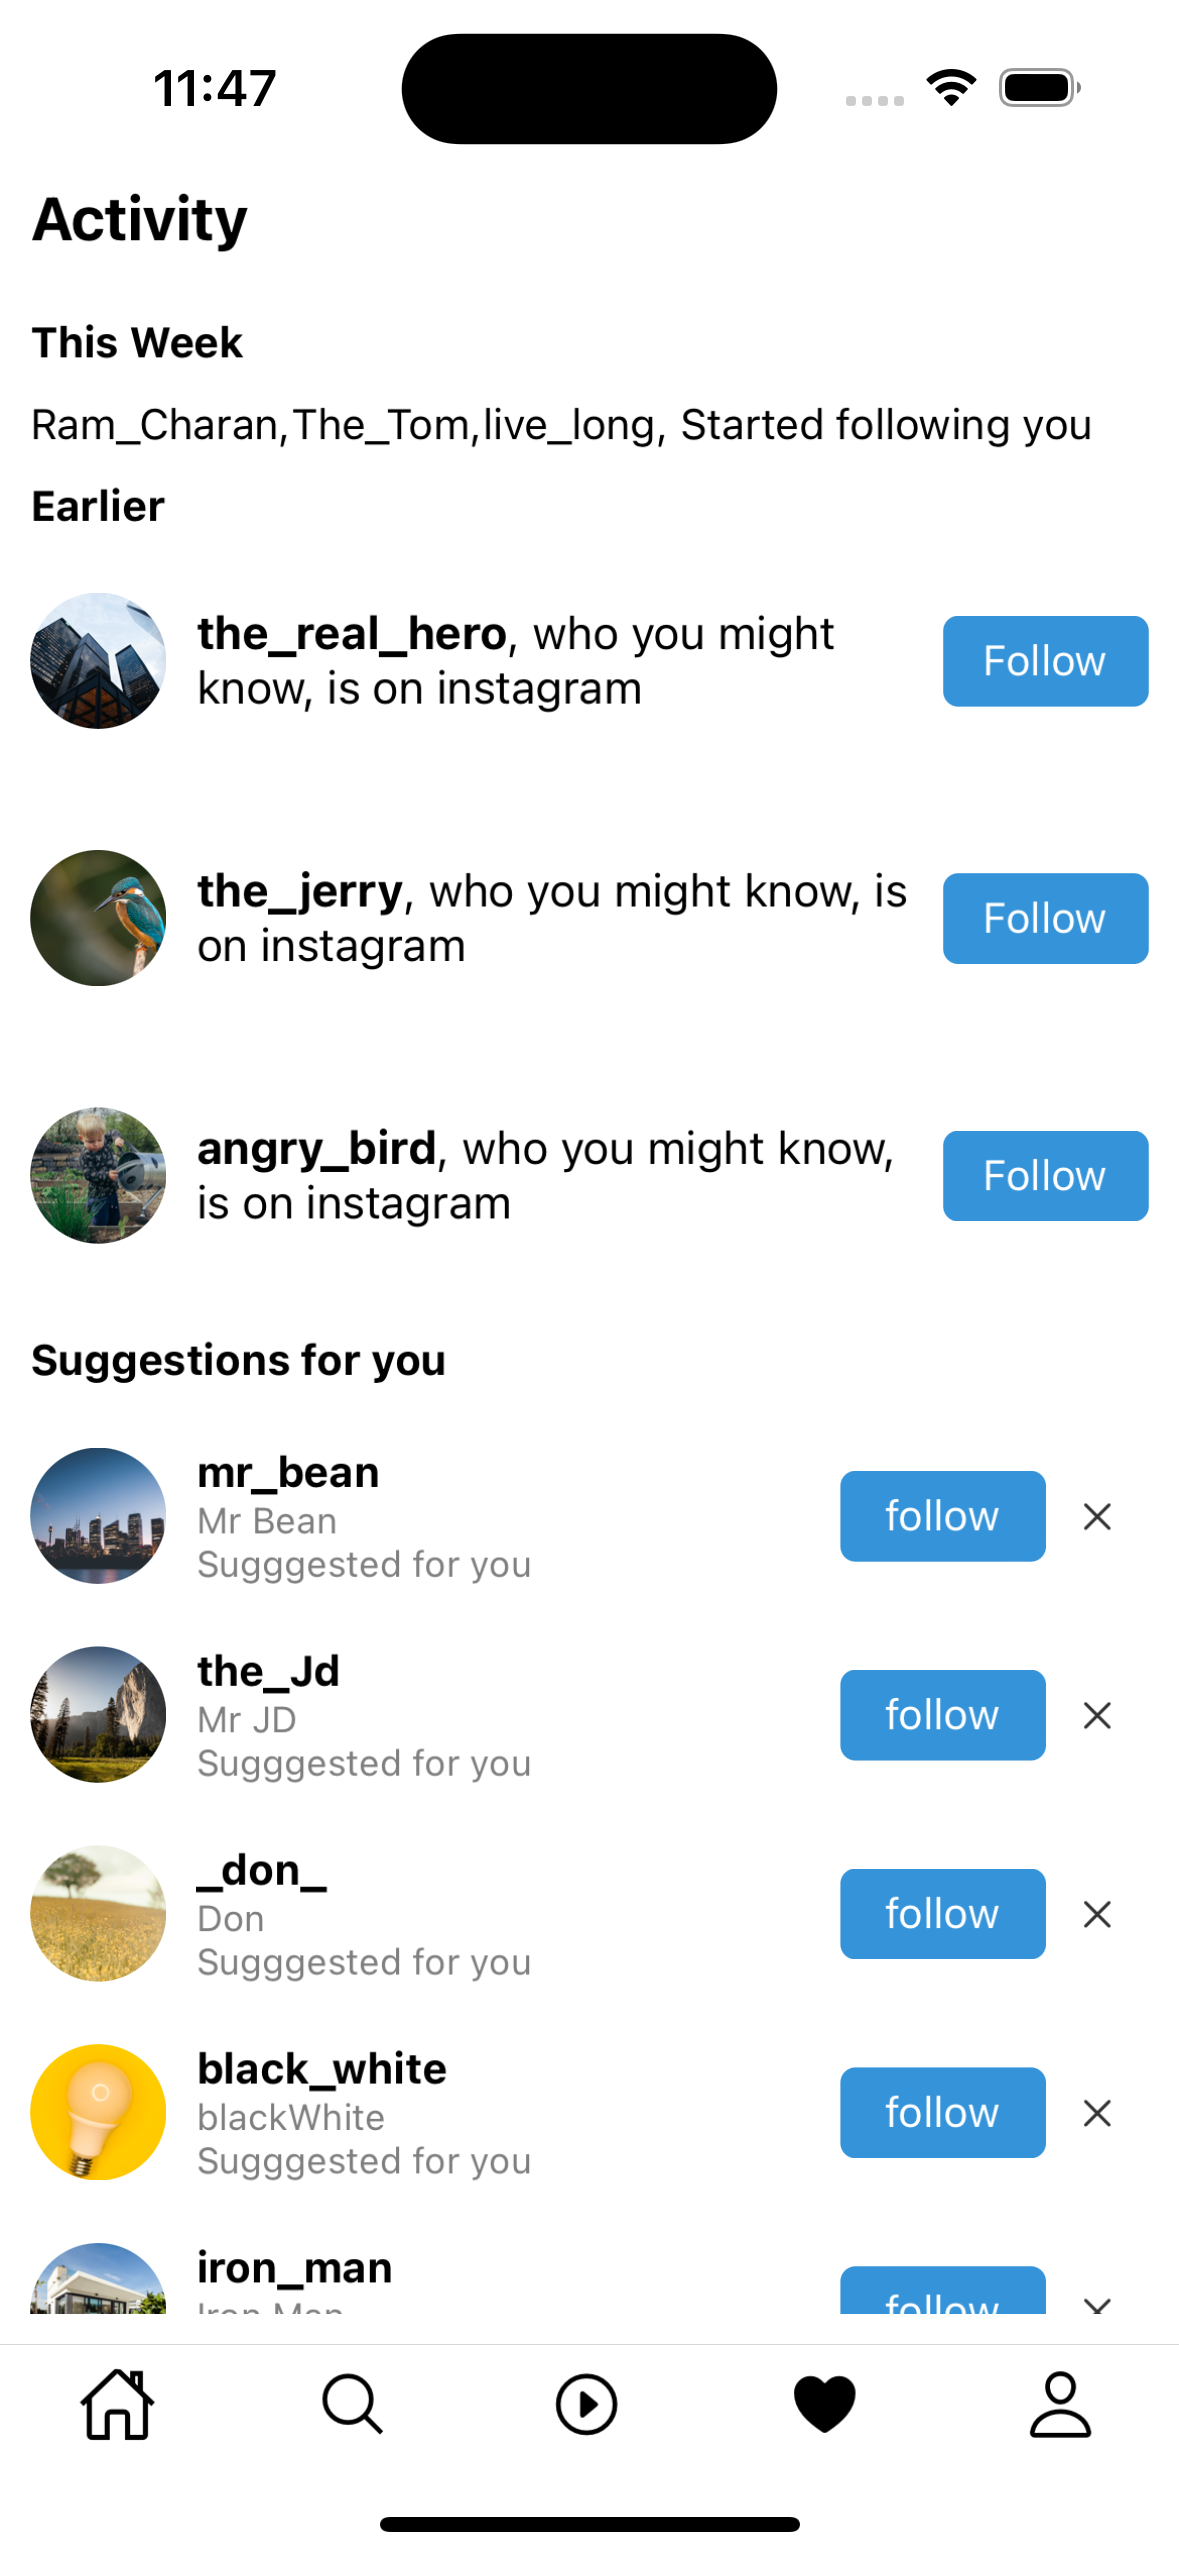 11:47
Activity
This Week
Ram_Charan,The_Tom,live_long, Started following you
Earlier
the_real_hero, who you might
know, is on instagram
Follow
the_jerry, who you might know, is
on instagram
Follow
angry_bird, who you might know,
is on instagram
Follow
Suggestions for you
mr_bean
Mr Bean
Sugggested for you
follow
the_Jd
Mr JD
Sugggested for you
follow
_don_
Don
Sugggested for you
follow
black_white
blackWhite
Sugggested for you
follow
iron_man
Iron Man
follow